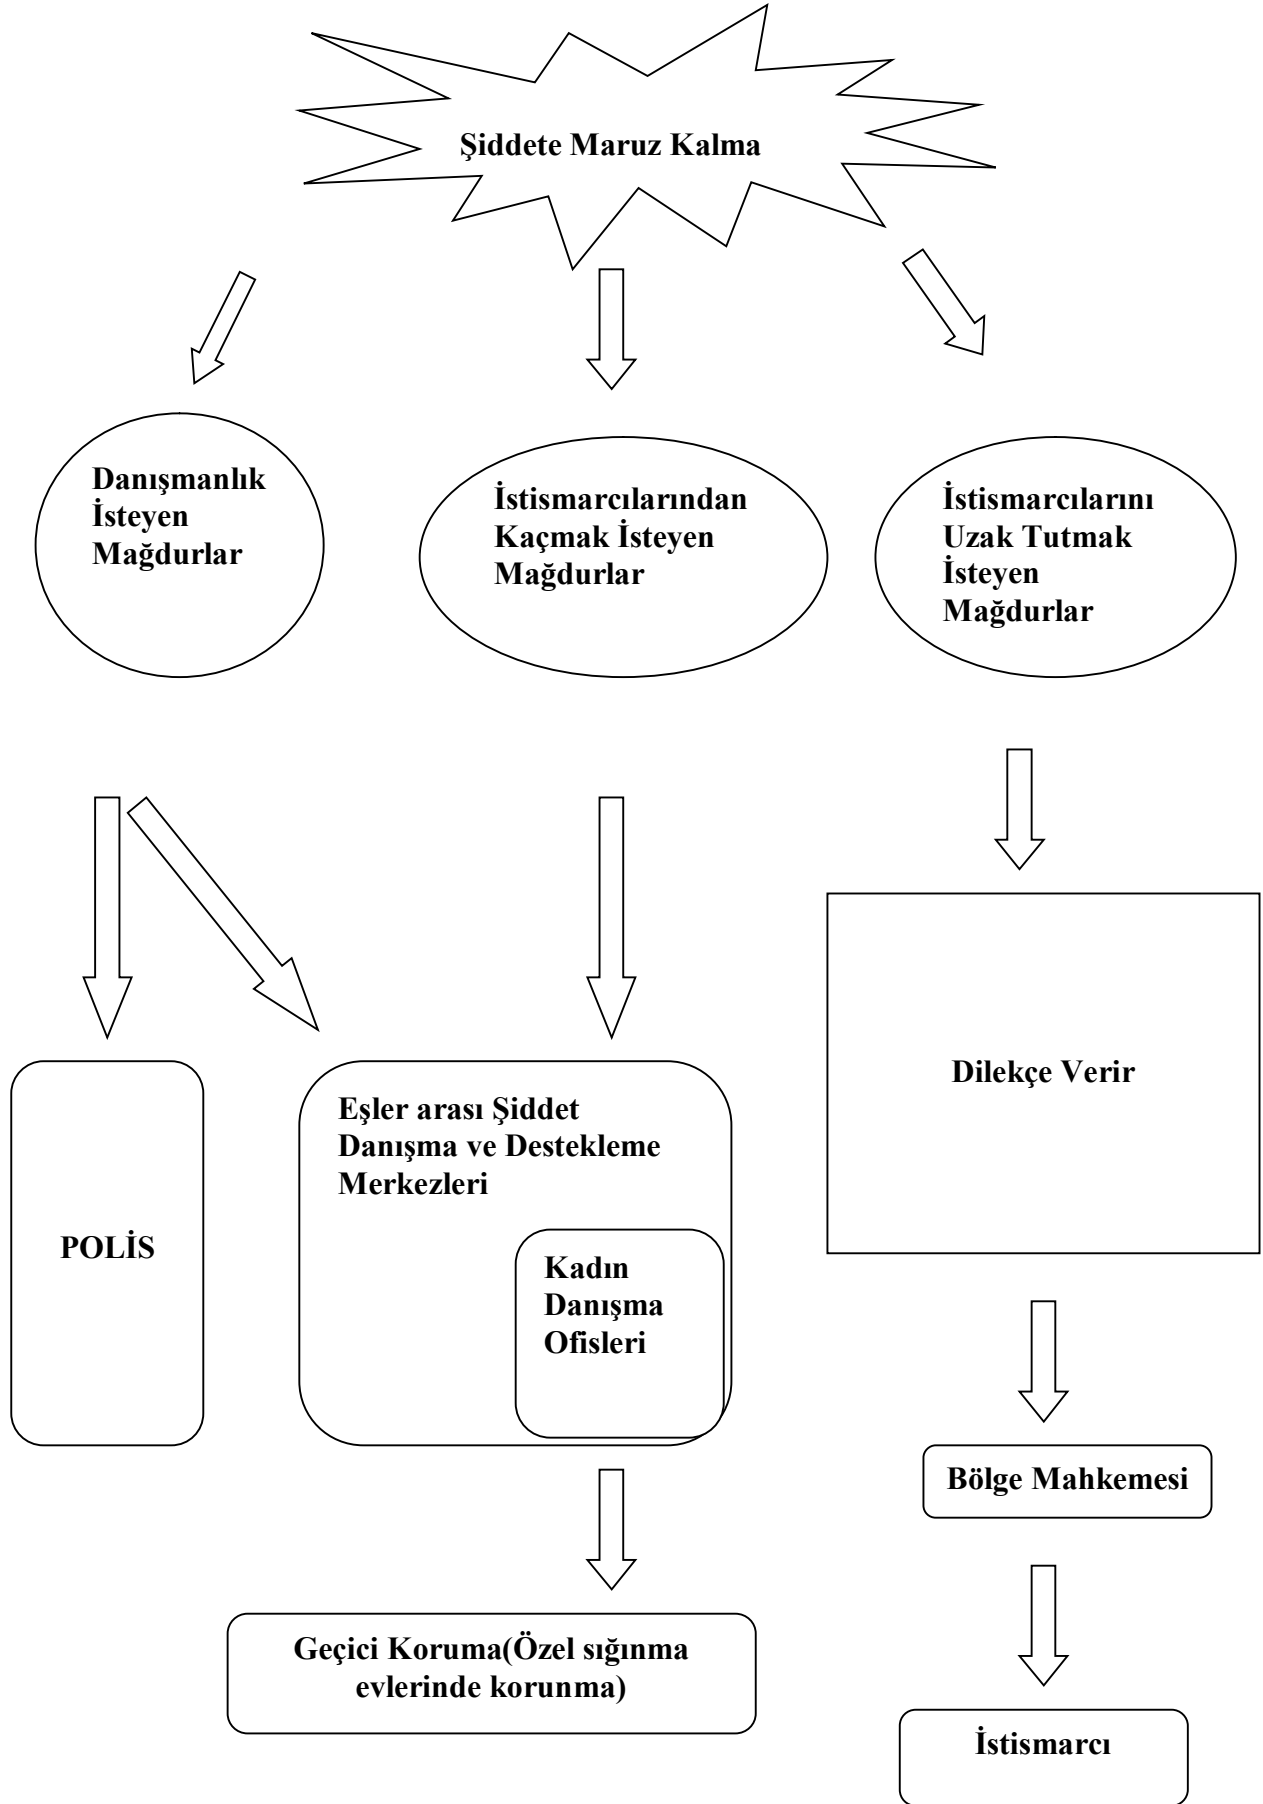 Şiddete Maruz Kalma
Danışmanlık
İsteyen
Mağdurlar
İstismarcılarından
Kaçmak İsteyen
Mağdurlar
İstismarcılarını
Uzak Tutmak
İsteyen
Mağdurlar
POLİS
Eşler arası Şiddet
Danışma ve Destekleme
Merkezleri
Kadın
Danışma
Ofisleri
Dilekçe Verir
Bölge Mahkemesi
Geçici Koruma(Özel sığınma
evlerinde korunma)
İstismarcı